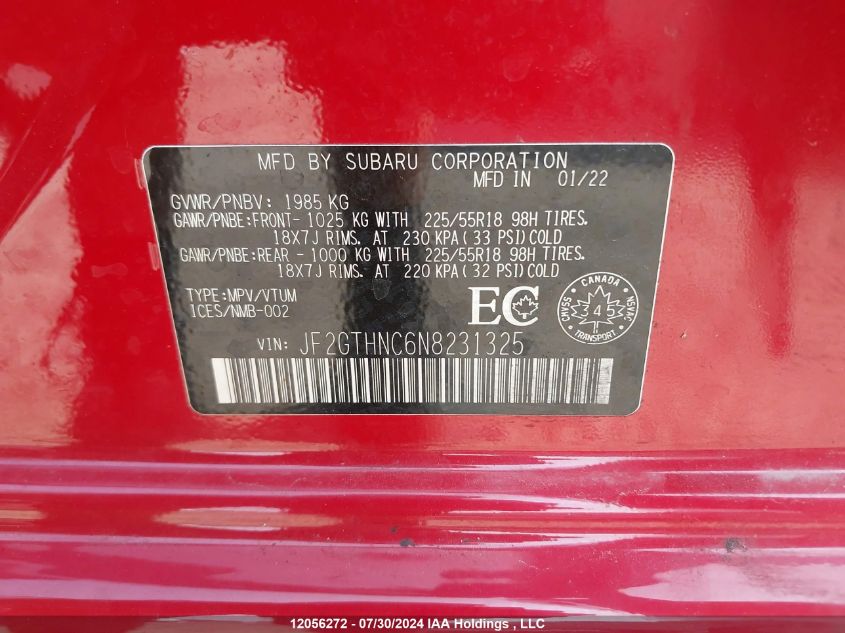 MFD BY SUBARU CORPORATION
MFD IN 01/22
GVWR/PNBV: 1985 KG
GAWR/PNBE:FRONT- 1025 KG WITH 225/55R18 98H TIRES.
18X7J RIMS. AT 230 KPA(33 PSI)COLD
GAWR/PNBE:REAR - 1000 KG WITH 225/55R18 98H TIRES.
18X7J RIMS. AT 220 KPA(32 PSI)COLD
TYPE:MPV/VTUM
ICES/NMB-002
EC
CANADA
CMVSS
345
NSVAC
TRANSPORT
VIN: JF2GTHNC6N8231325
12056272 - 07/30/2024 IAA Holdings, LLC